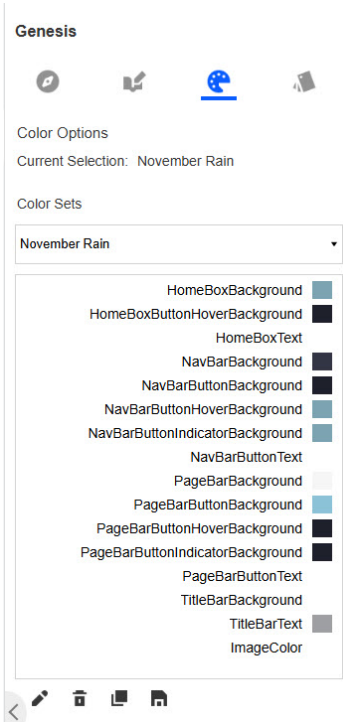 Genesis
Color Options
Current Selection: November Rain
Color Sets
November Rain
HomeBoxBackground
HomeBoxButtonHoverBackground
HomeBoxText
NavBarBackground
NavBarButtonBackground
NavBarButtonHoverBackground
NavBarButtonIndicatorBackground
NavBarButtonText
PageBarBackground
PageBarButtonBackground
PageBarButtonHoverBackground
PageBarButtonIndicatorBackground
PageBarButtonText
TitleBarBackground
TitleBarText
ImageColor